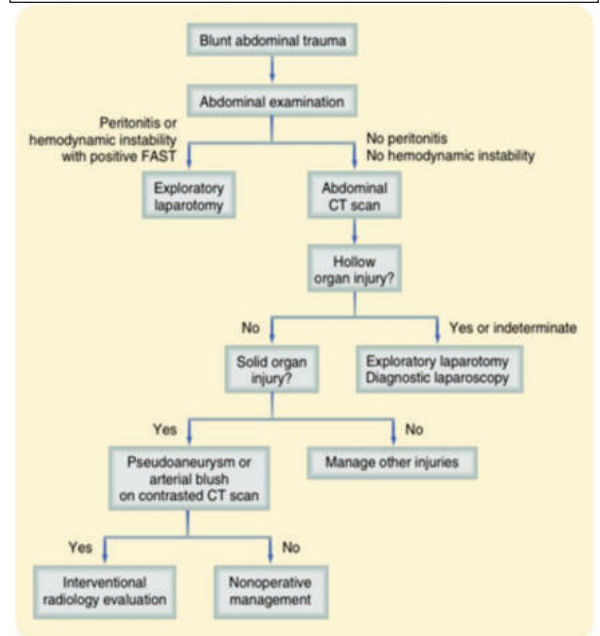 Blunt abdominal trauma
Abdominal examination
Peritonitis or
hemodynamic instability
with positive FAST
No peritonitis
No hemodynamic instability
Exploratory
laparotomy
Abdominal
CT scan
Hollow
organ injury?
No
Yes or indeterminate
Solid organ
injury?
Exploratory laparotomy
Diagnostic laparoscopy
Yes
No
Pseudoaneurysm or
arterial blush
on contrasted CT scan
Manage other injuries
Yes
No
Interventional
radiology evaluation
Nonoperative
management